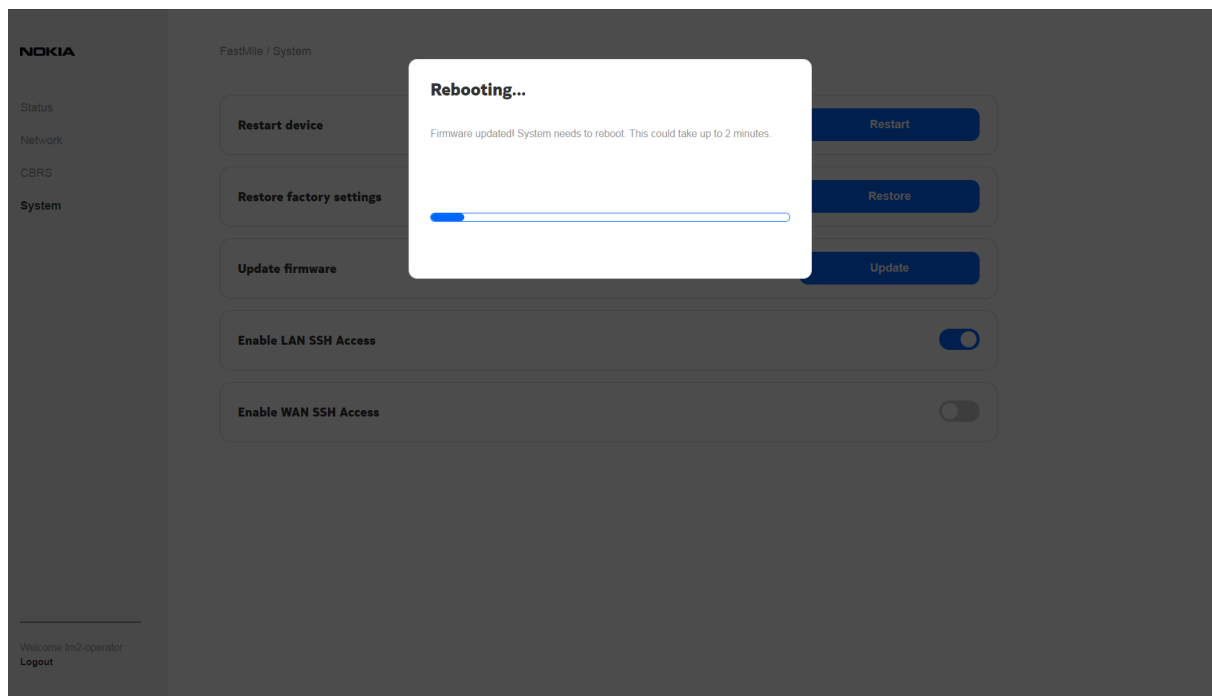 NOKIA
FastMile / System
Rebooting...
Firmware updated! System needs to reboot. This could take up to 2 minutes.
Status
Network
CBRS
System
Restart device
Restart
Restore factory settings
Restore
Update firmware
Update
Enable LAN SSH Access
Enable WAN SSH Access
Welcome fm2-operator
Logout